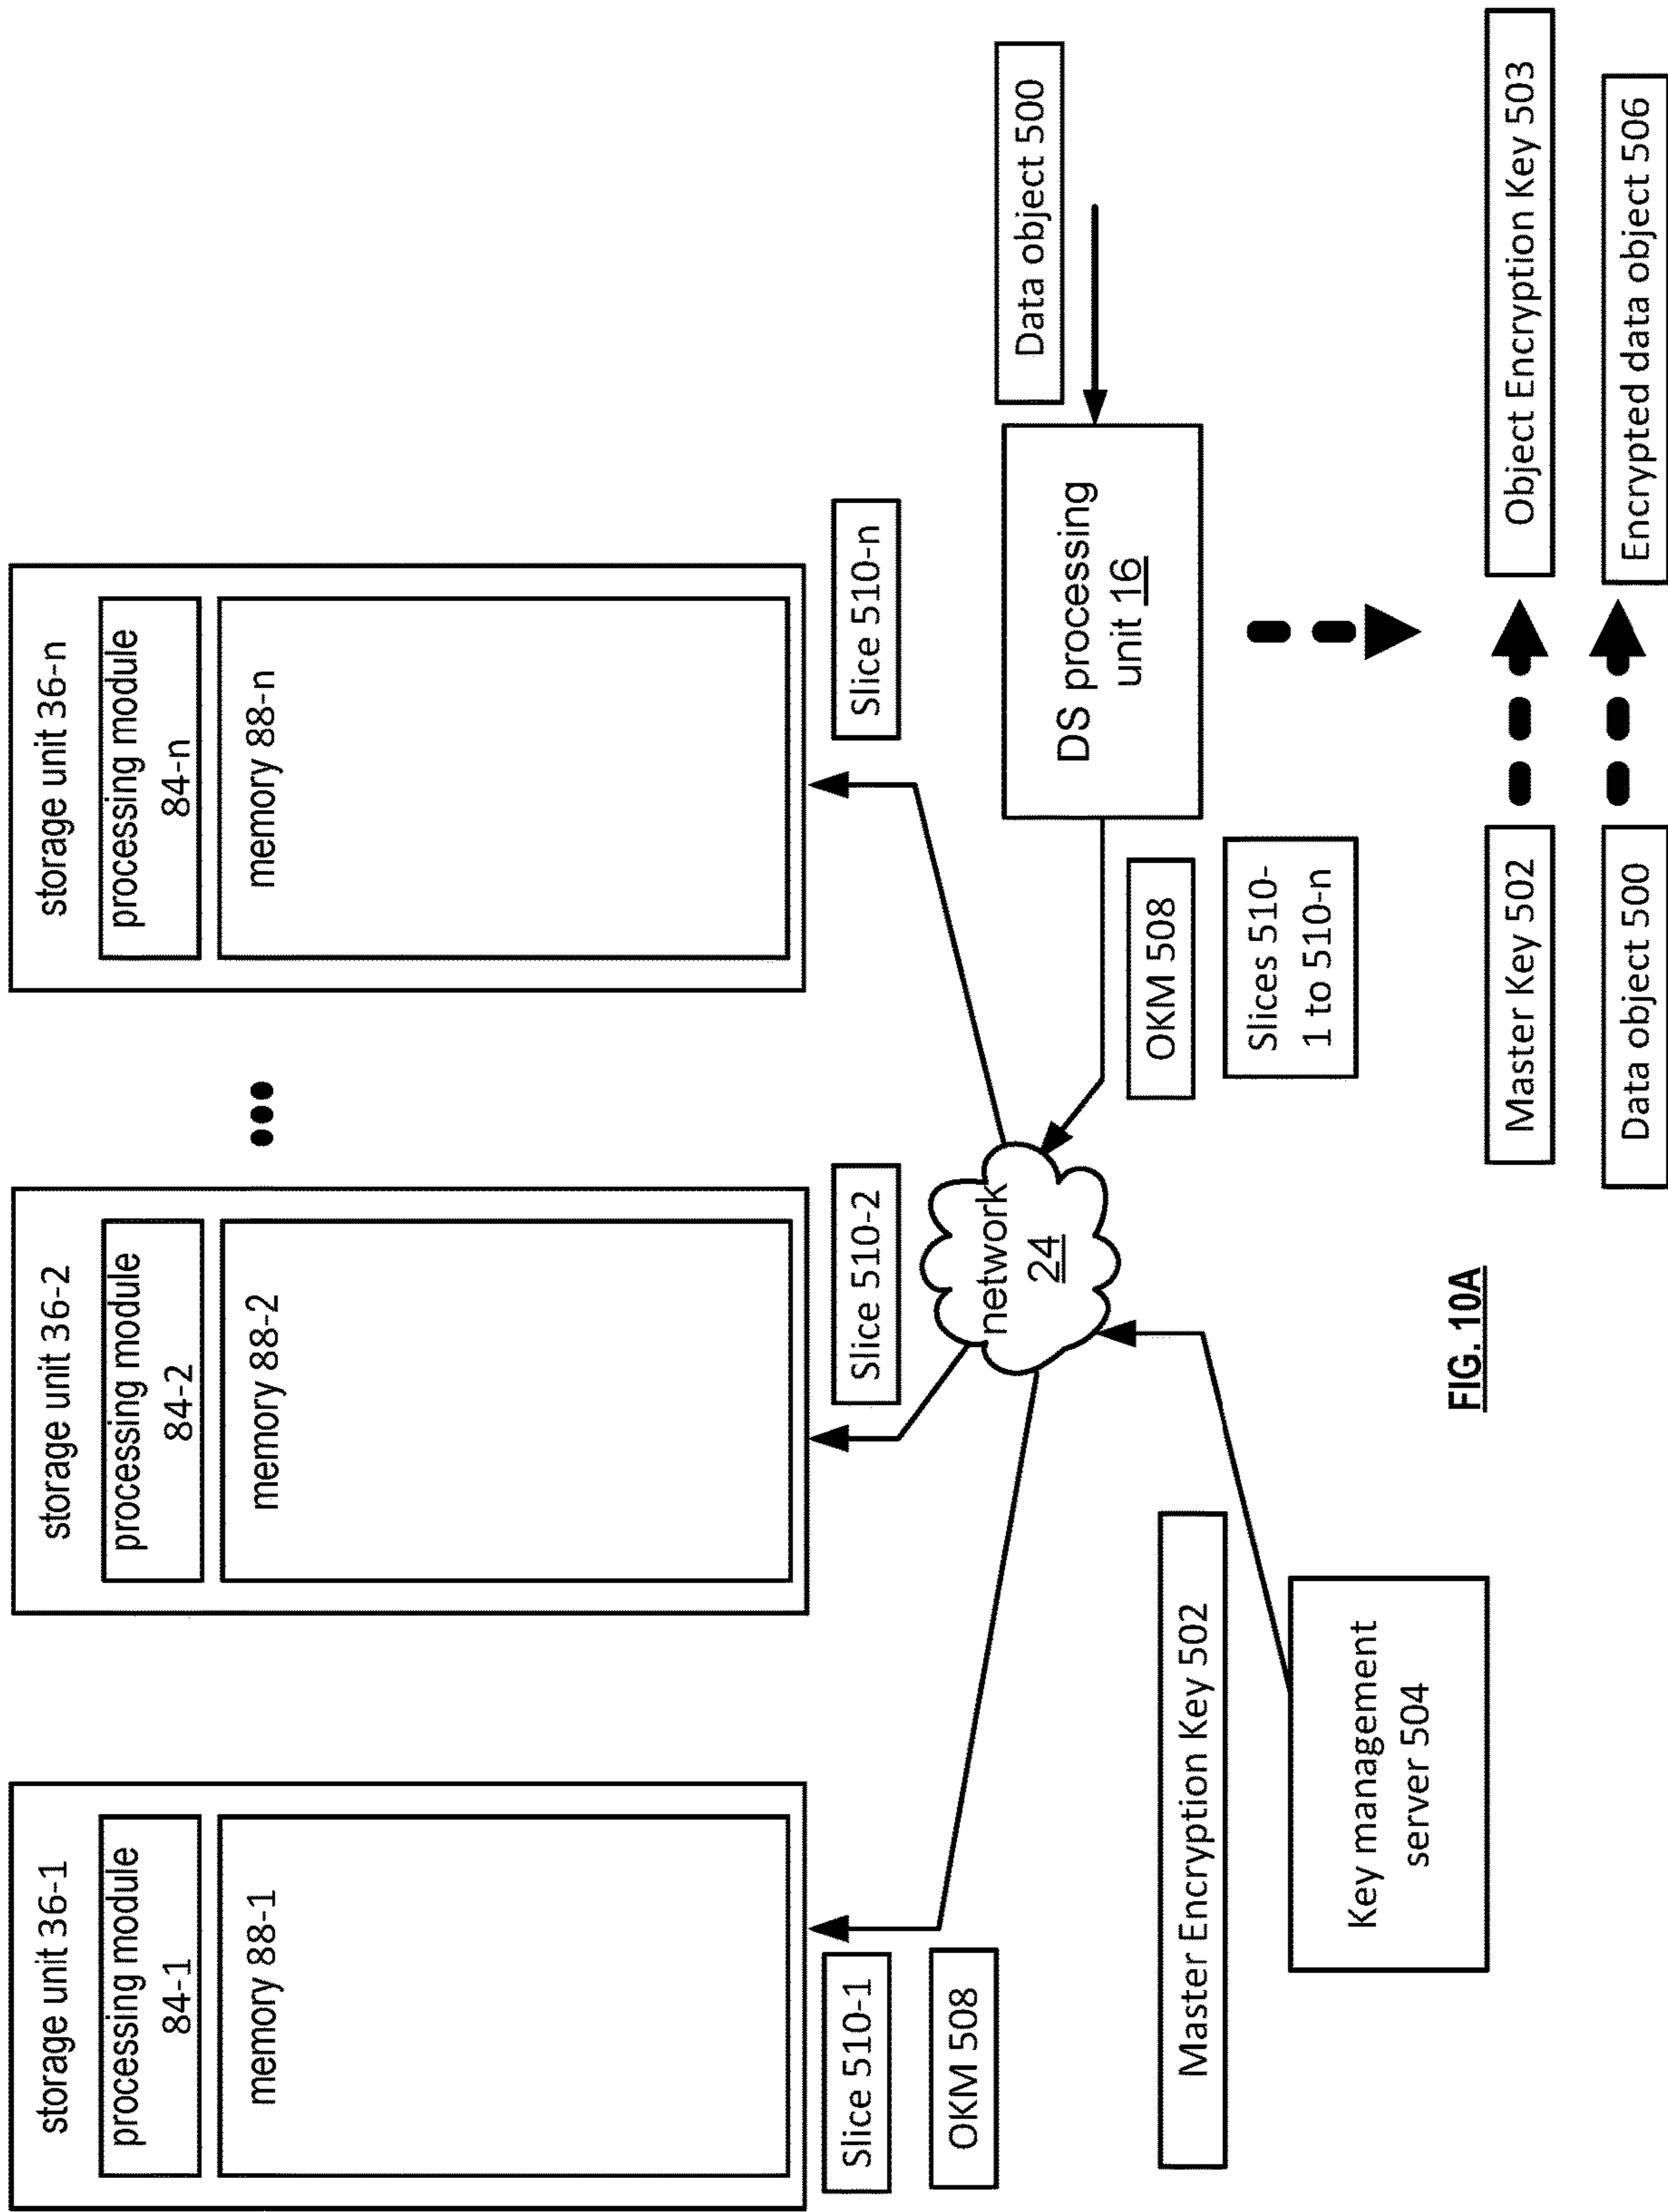 storage unit 36-1
processing module
84-1
memory 88-1
storage unit 36-2
processing module
84-2
memory 88-2
•••
storage unit 36-n
processing module
84-n
memory 88-n
Slice 510-1
OKM 508
Slice 510-2
Slice 510-n
network
24
Data object 500
DS processing
unit 16
OKM 508
Slices 510-
1 to 510-n
Master Encryption Key 502
Key management
server 504
Master Key 502
Object Encryption Key 503
Data object 500
Encrypted data object 506
FIG. 10A